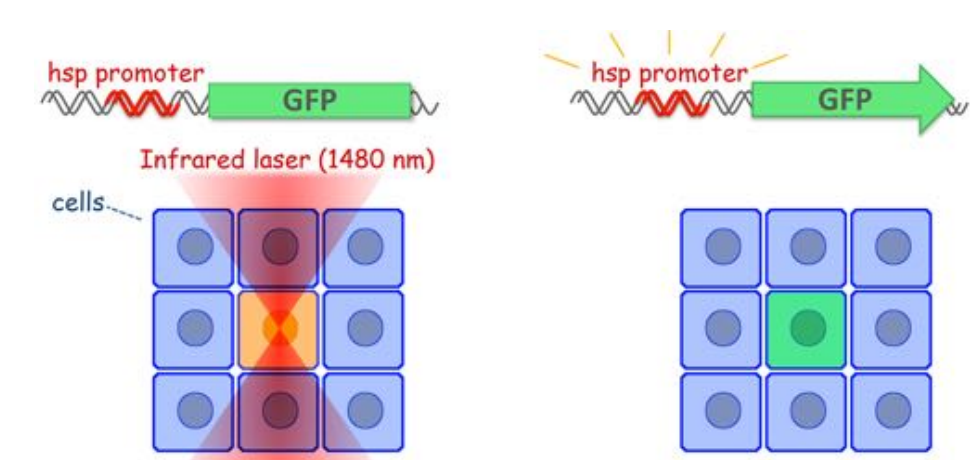 hsp promoter
GFP
Infrared laser (1480 nm)
cells
hsp promoter
GFP